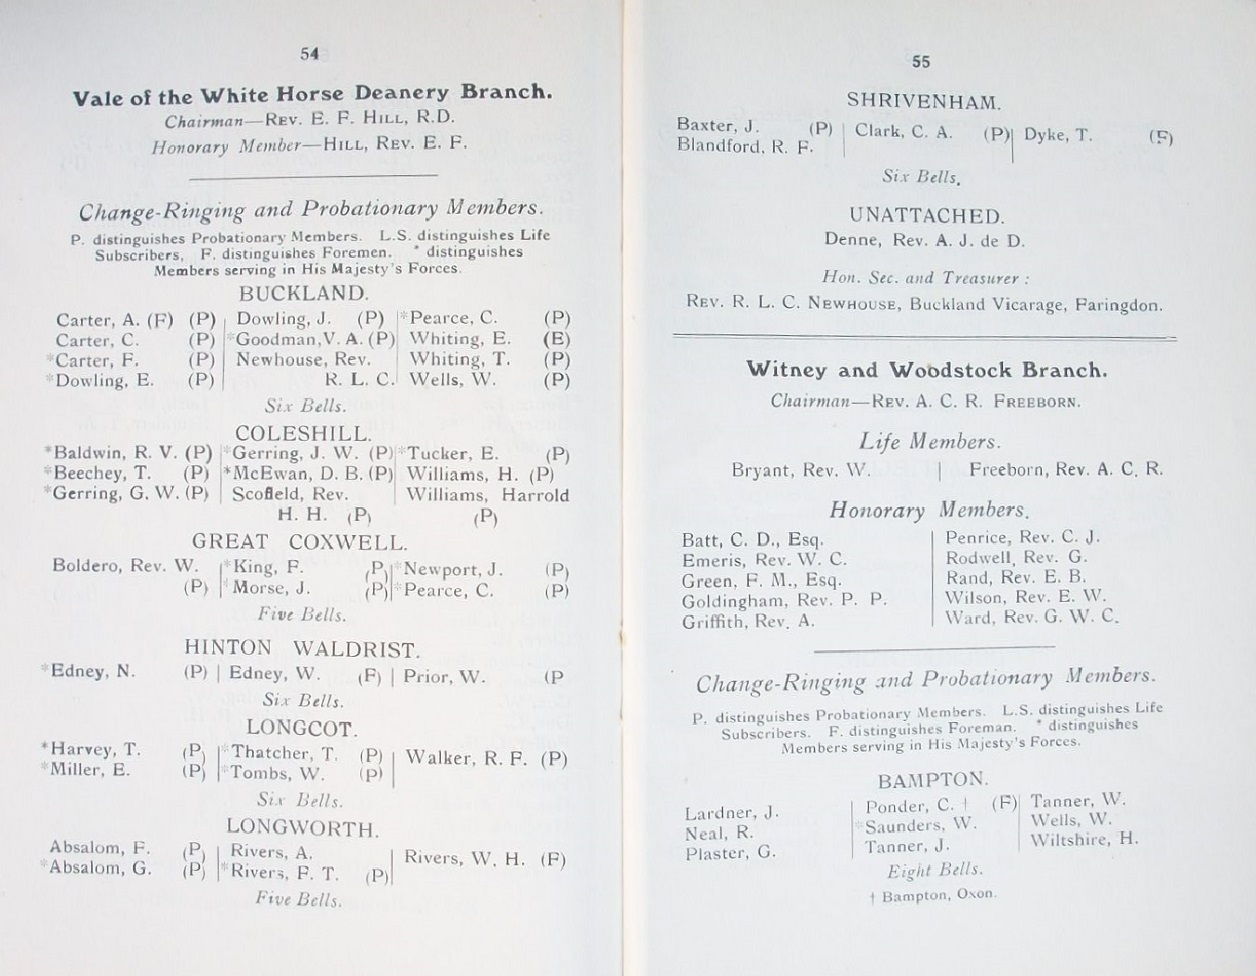 54
Vale of the White Horse Deanery Branch.
Chairman—REV. E. F. HILL, R.D.
Honorary Member—HILL, REV. E. F.
Change-Ringing and Probationary Members.
P. distinguishes Probationary Members. L.S. distinguishes Life
Subscribers, F. distinguishes Foremen. * distinguishes
Members serving in His Majesty's Forces.
BUCKLAND.
Carter, A. (F) (P) | Dowling, J. (P) | *Pearce, C. (P)
Carter, C. (P) | *Goodman, V. A. (P) | Whiting, E. (E)
*Carter, F. (P) | Newhouse, Rev. | Whiting, T. (P)
*Dowling, E. (P) | R. L. C. | Wells, W. (P)
Six Bells.
COLESHILL.
*Baldwin, R. V. (P) | *Gerring, J. W. (P) | *Tucker, E. (P)
*Beechey, T. (P) | *McEwan, D. B. (P) | Williams, H. (P)
*Gerring, G. W. (P) | Scofield, Rev. | Williams, Harrold
H. H. (P) (P)
GREAT COXWELL.
Boldero, Rev. W. | *King, F. (P) | *Newport, J. (P)
(P) | *Morse, J. (P) | *Pearce, C. (P)
Five Bells.
HINTON WALDRIST.
*Edney, N. (P) | Edney, W. (F) | Prior, W. (P
Six Bells.
LONGCOT.
*Harvey, T. (P) | *Thatcher, T. (P) | Walker, R. F. (P)
*Miller, E. (P) | *Tombs, W. (P) |
Six Bells.
LONGWORTH.
Absalom, F. (P) | Rivers, A. | Rivers, W. H. (F)
*Absalom, G. (P) | *Rivers, F. T. (P) |
Five Bells.
55
SHRIVENHAM.
Baxter, J. (P) | Clark, C. A. (P) | Dyke, T. (F)
Blandford, R. F.
Six Bells.
UNATTACHED.
Denne, Rev. A. J. de D.
Hon. Sec. and Treasurer :
REV. R. L. C. NEWHOUSE, Buckland Vicarage, Faringdon.
Witney and Woodstock Branch.
Chairman—REV. A. C. R. FREEBORN.
Life Members.
Bryant, Rev. W. | Freeborn, Rev. A. C. R.
Honorary Members.
Batt, C. D., Esq. | Penrice, Rev. C. J.
Emeris, Rev. W. C. | Rodwell, Rev. G.
Green, F. M., Esq. | Rand, Rev. E. B.
Goldingham, Rev. P. P. | Wilson, Rev. E. W.
Griffith, Rev. A. | Ward, Rev. G. W. C.
Change-Ringing and Probationary Members.
P. distinguishes Probationary Members. L.S. distinguishes Life
Subscribers. F. distinguishes Foreman. * distinguishes
Members serving in His Majesty's Forces.
BAMPTON.
Lardner, J. | Ponder, C. † (F) | Tanner, W.
Neal, R. | *Saunders, W. | Wells, W.
Plaster, G. | Tanner, J. | Wiltshire, H.
Eight Bells.
† Bampton, Oxon.